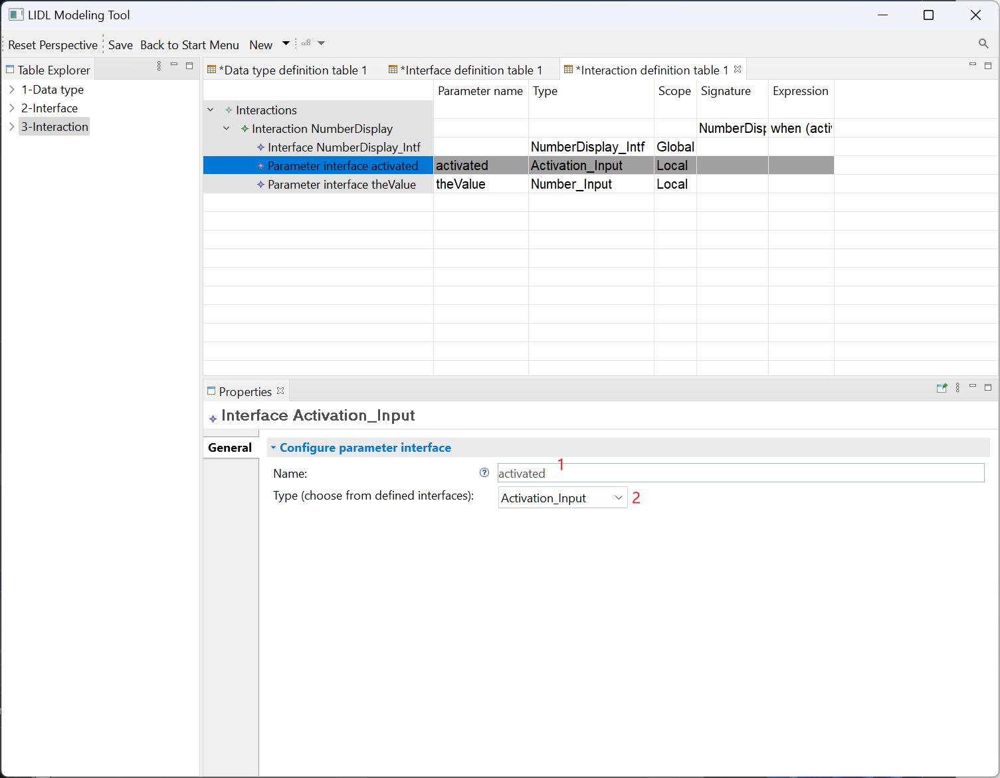 LIDL Modeling Tool
Reset Perspective Save Back to Start Menu New
Table Explorer
1-Data type
2-Interface
3-Interaction
*Data type definition table 1 *Interface definition table 1 *Interaction definition table 1
Parameter name Type Scope Signature Expression
Interactions
Interaction NumberDisplay NumberDisp when (acti
Interface NumberDisplay_Intf NumberDisplay_Intf Global
Parameter interface activated activated Activation_Input Local
Parameter interface theValue theValue Number_Input Local
Properties
Interface Activation_Input
General
Configure parameter interface
Name: activated 1
Type (choose from defined interfaces): Activation_Input 2